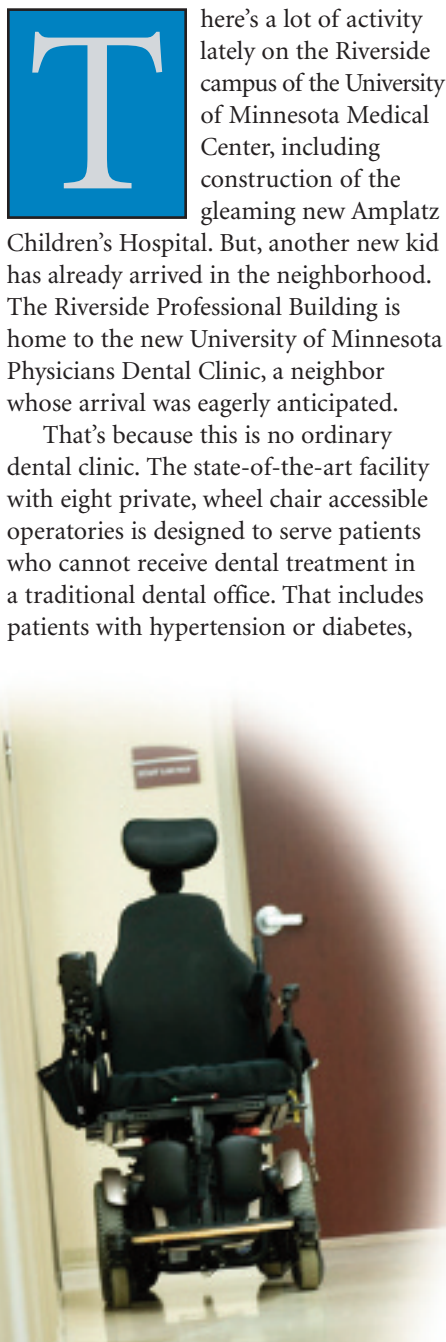 There's a lot of activity
lately on the Riverside
campus of the University
of Minnesota Medical
Center, including
construction of the
gleaming new Amplatz
Children's Hospital. But, another new kid
has already arrived in the neighborhood.
The Riverside Professional Building is
home to the new University of Minnesota
Physicians Dental Clinic, a neighbor
whose arrival was eagerly anticipated.
That's because this is no ordinary
dental clinic. The state-of-the-art facility
with eight private, wheel chair accessible
operatories is designed to serve patients
who cannot receive dental treatment in
a traditional dental office. That includes
patients with hypertension or diabetes,